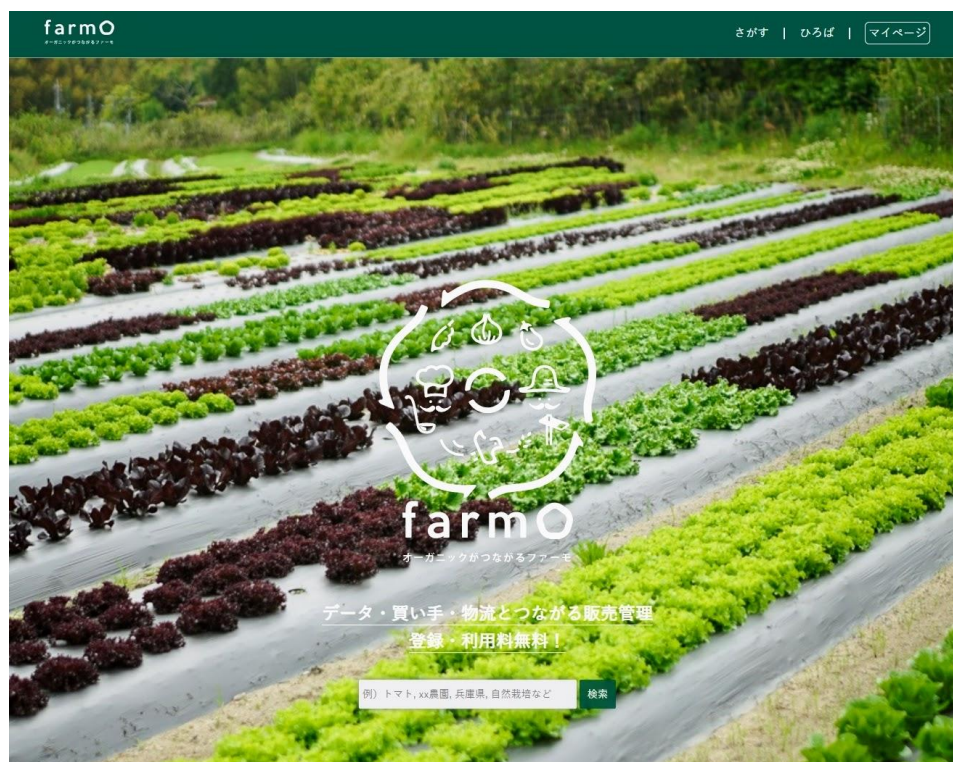 farmO
オーガニックがつながるファーモ
さがす | ひろば | マイページ
farmO
オーガニックがつながるファーモ
データ・買い手・物流とつながる販売管理
登録・利用料無料！
例）トマト, xx農園, 兵庫県, 自然栽培など
検索